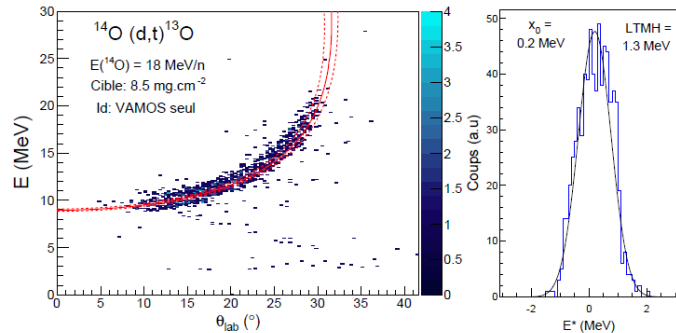 ¹⁴O (d,t)¹³O
E(¹⁴O) = 18 MeV/n
Cible: 8.5 mg.cm⁻²
Id: VAMOS seul
E (MeV)
30
25
20
15
10
5
0
0 5 10 15 20 25 30 35 40
θlab (°)
4
3.5
3
2.5
2
1.5
1
0.5
0
x₀ =
0.2 MeV
LTMH =
1.3 MeV
Coups (a.u)
50
40
30
20
10
0
-2 0 2
E* (MeV)